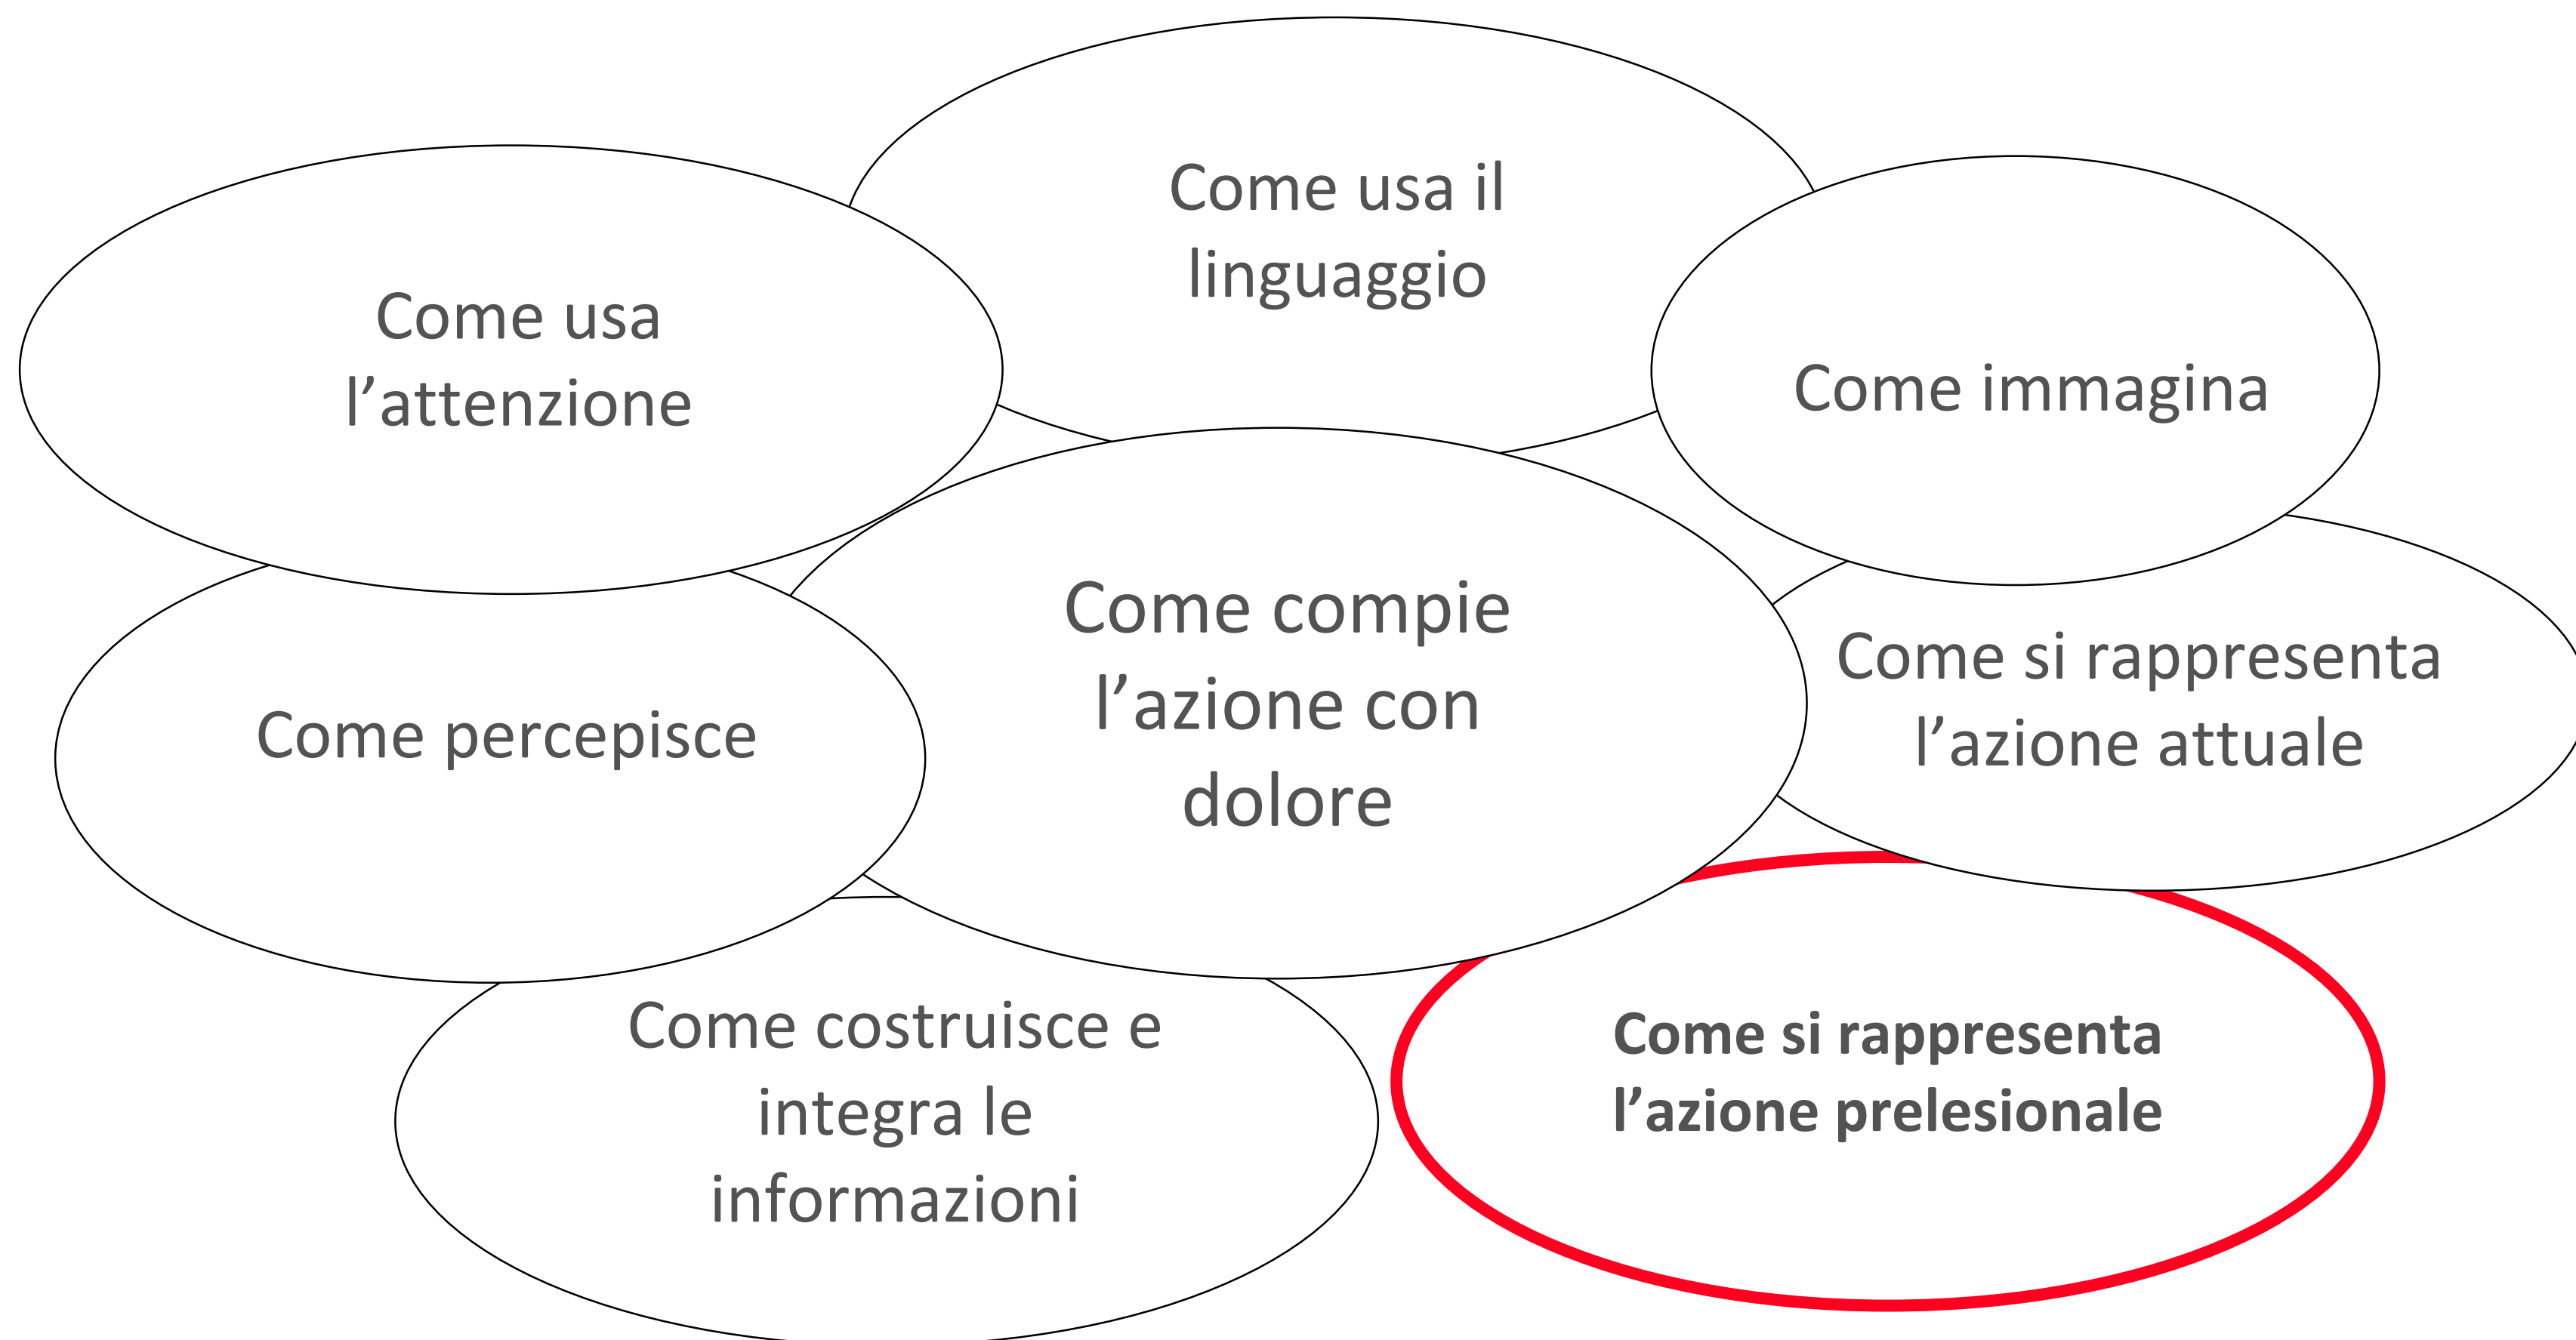 Come usa il
linguaggio
Come usa
l’attenzione
Come immagina
Come compie
l’azione con
dolore
Come si rappresenta
l’azione attuale
Come percepisce
Come costruisce e
integra le
informazioni
Come si rappresenta
l’azione prelesionale